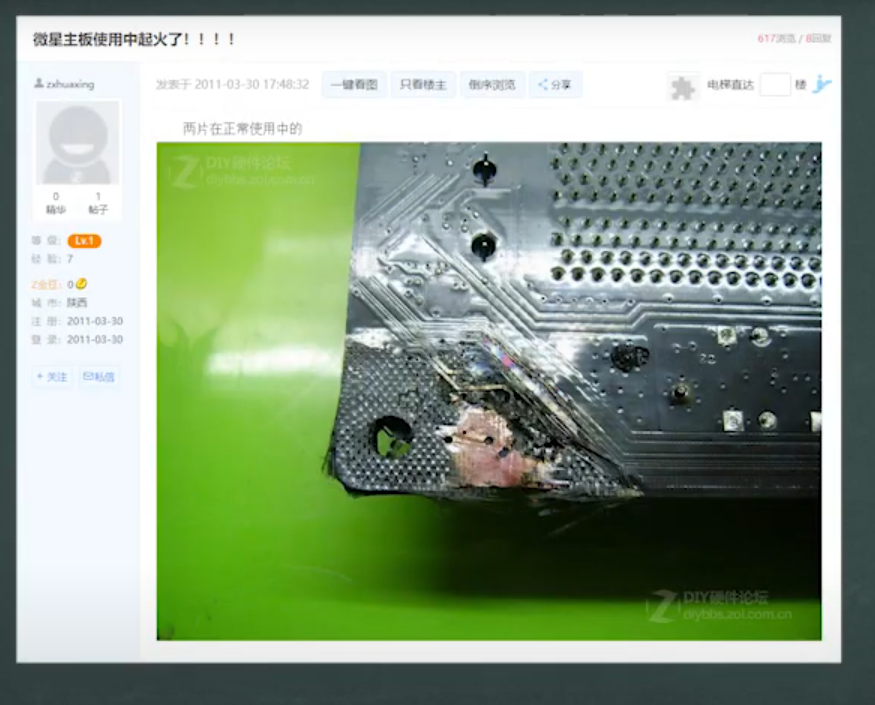 微星主板使用中起火了！！！！
617浏览 / 8回复
zxhuaxing
发表于 2011-03-30 17:48:32 一键看图 只看楼主 倒序浏览 分享 电梯直达 楼
两片在正常使用中的
0 1
精华 帖子
等 级: Lv.1
经 验: 7
Z金豆: 0
城 市: 陕西
注 册: 2011-03-30
登 录: 2011-03-30
+ 关注 私信
Z DIY硬件论坛
diybbs.zol.com.cn
Z DIY硬件论坛
diybbs.zol.com.cn